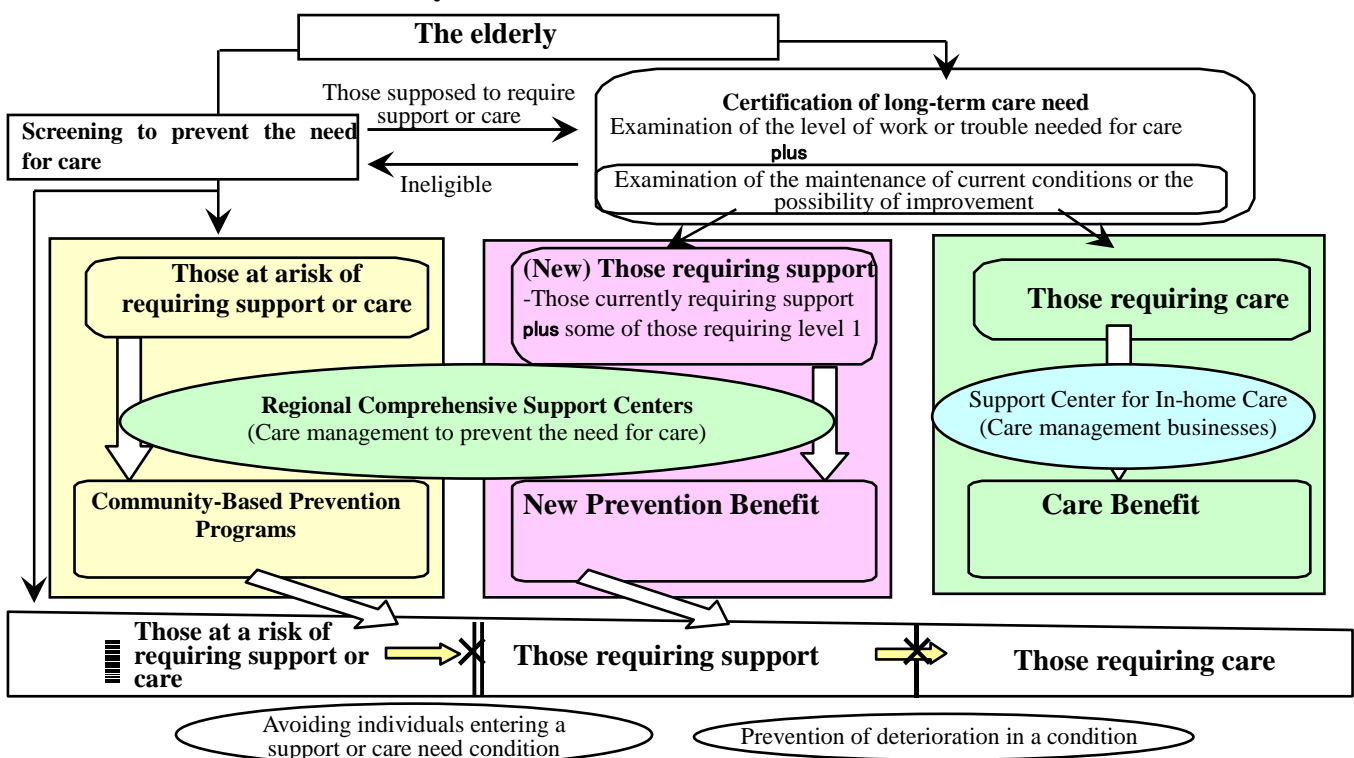 The elderly
Those supposed to require
support or care
Certification of long-term care need
Examination of the level of work or trouble needed for care
plus
Examination of the maintenance of current conditions or the
possibility of improvement
Screening to prevent the need
for care
Ineligible
Those at arisk of
requiring support or care
(New) Those requiring support
-Those currently requiring support
plus some of those requiring level 1
Those requiring care
Regional Comprehensive Support Centers
(Care management to prevent the need for care)
Support Center for In-home Care
(Care management businesses)
Community-Based Prevention
Programs
New Prevention Benefit
Care Benefit
Those at a risk of
requiring support or
care
Those requiring support
Those requiring care
Avoiding individuals entering a
support or care need condition
Prevention of deterioration in a condition